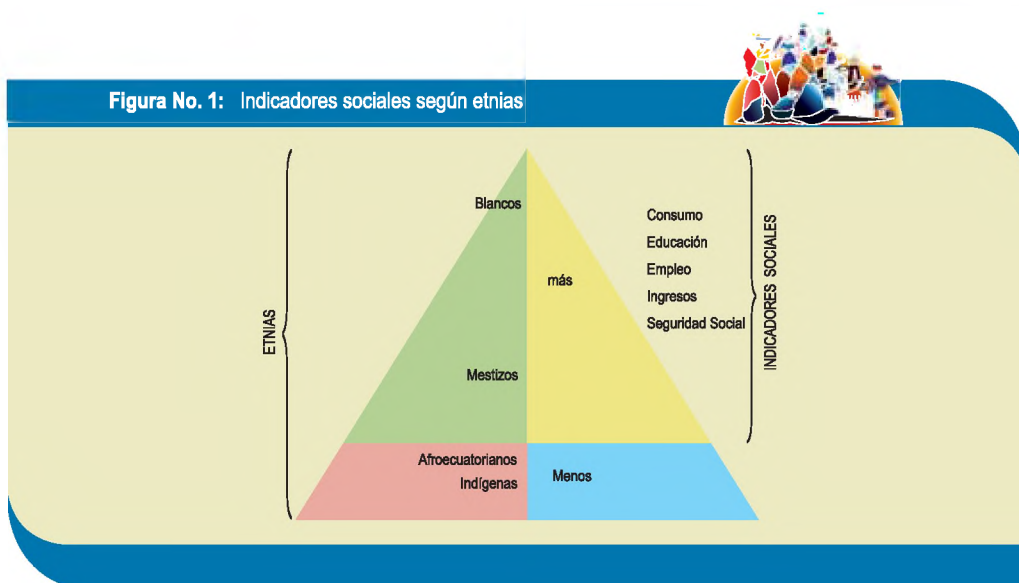 Figura No. 1: Indicadores sociales según etnias
ETNIAS
Blancos
Mestizos
Afroecuatorianos
Indígenas
más
Menos
Consumo
Educación
Empleo
Ingresos
Seguridad Social
INDICADORES SOCIALES